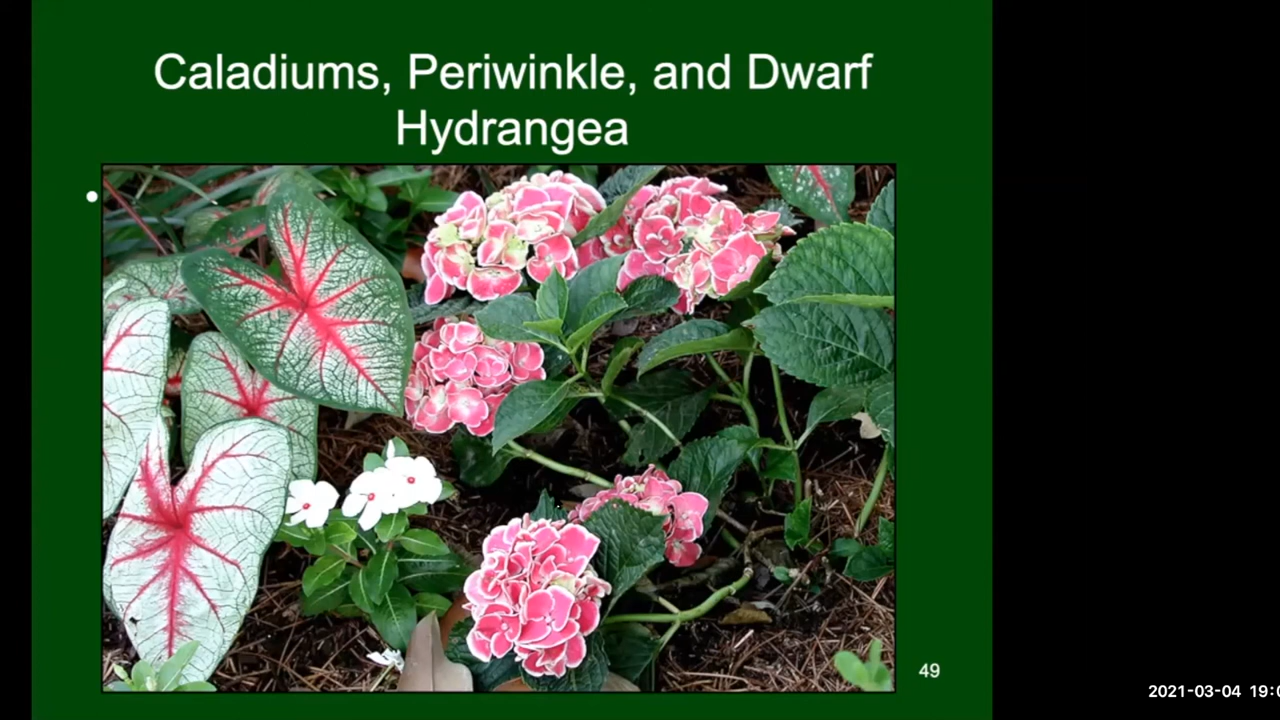 Caladiums, Periwinkle, and Dwarf
Hydrangea
49
2021-03-04 19:0